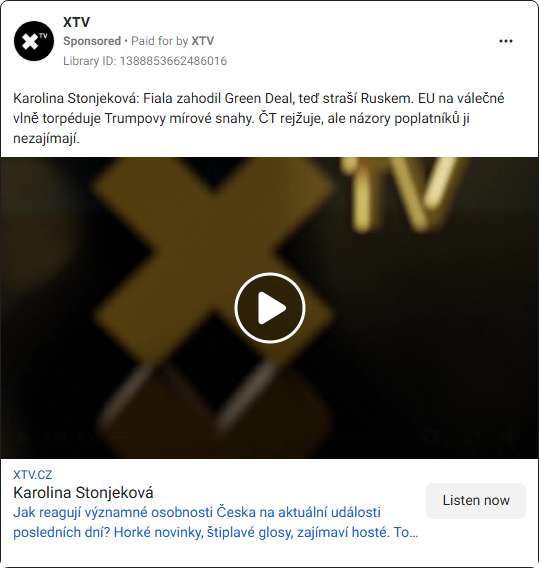 XTV
Sponsored • Paid for by XTV
Library ID: 1388853662486016
Karolina Stonjeková: Fiala zahodil Green Deal, teď straší Ruskem. EU na válečné
vlně torpéduje Trumpovy mírové snahy. ČT rejžuje, ale názory poplatníků ji
nezajímají.
TV
XTV.CZ
Karolina Stonjeková
Jak reagují významné osobnosti Česka na aktuální události
posledních dní? Horké novinky, štiplavé glosy, zajímaví hosté. To…
Listen now